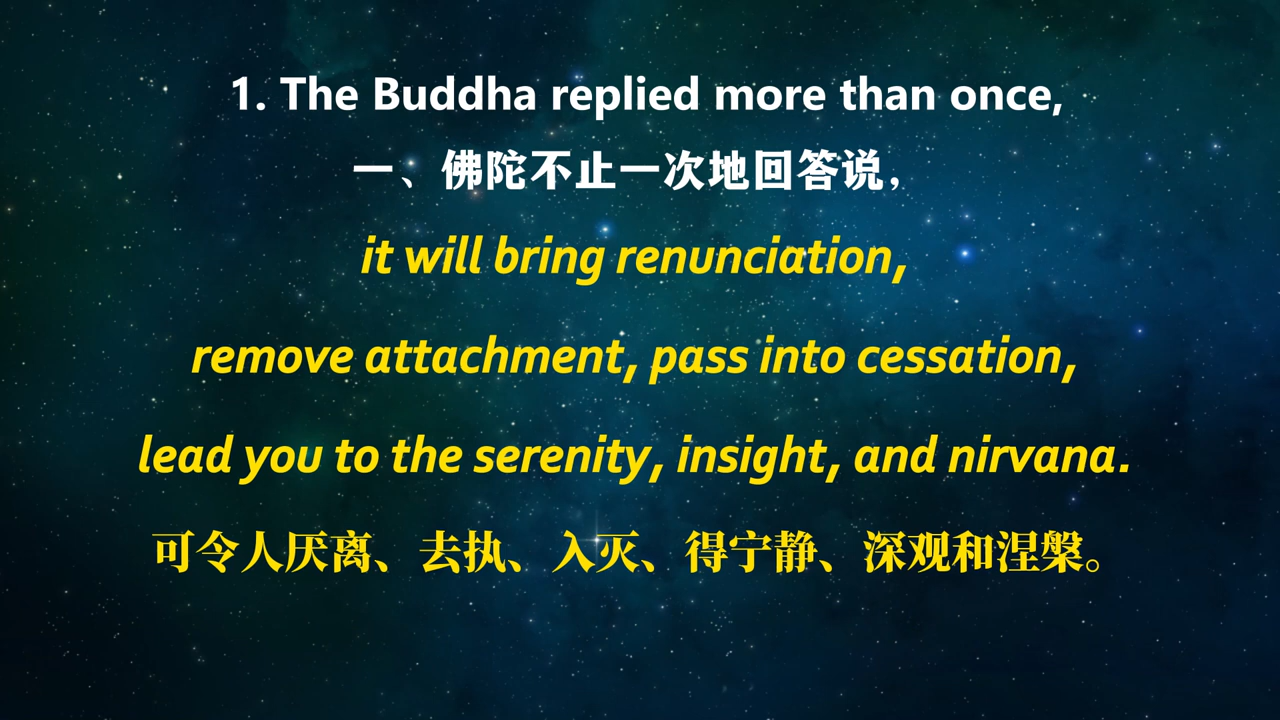 1. The Buddha replied more than once,
一、佛陀不止一次地回答说，
it will bring renunciation,
remove attachment, pass into cessation,
lead you to the serenity, insight, and nirvana.
可令人厌离、去执、入灭、得宁静、深观和涅槃。